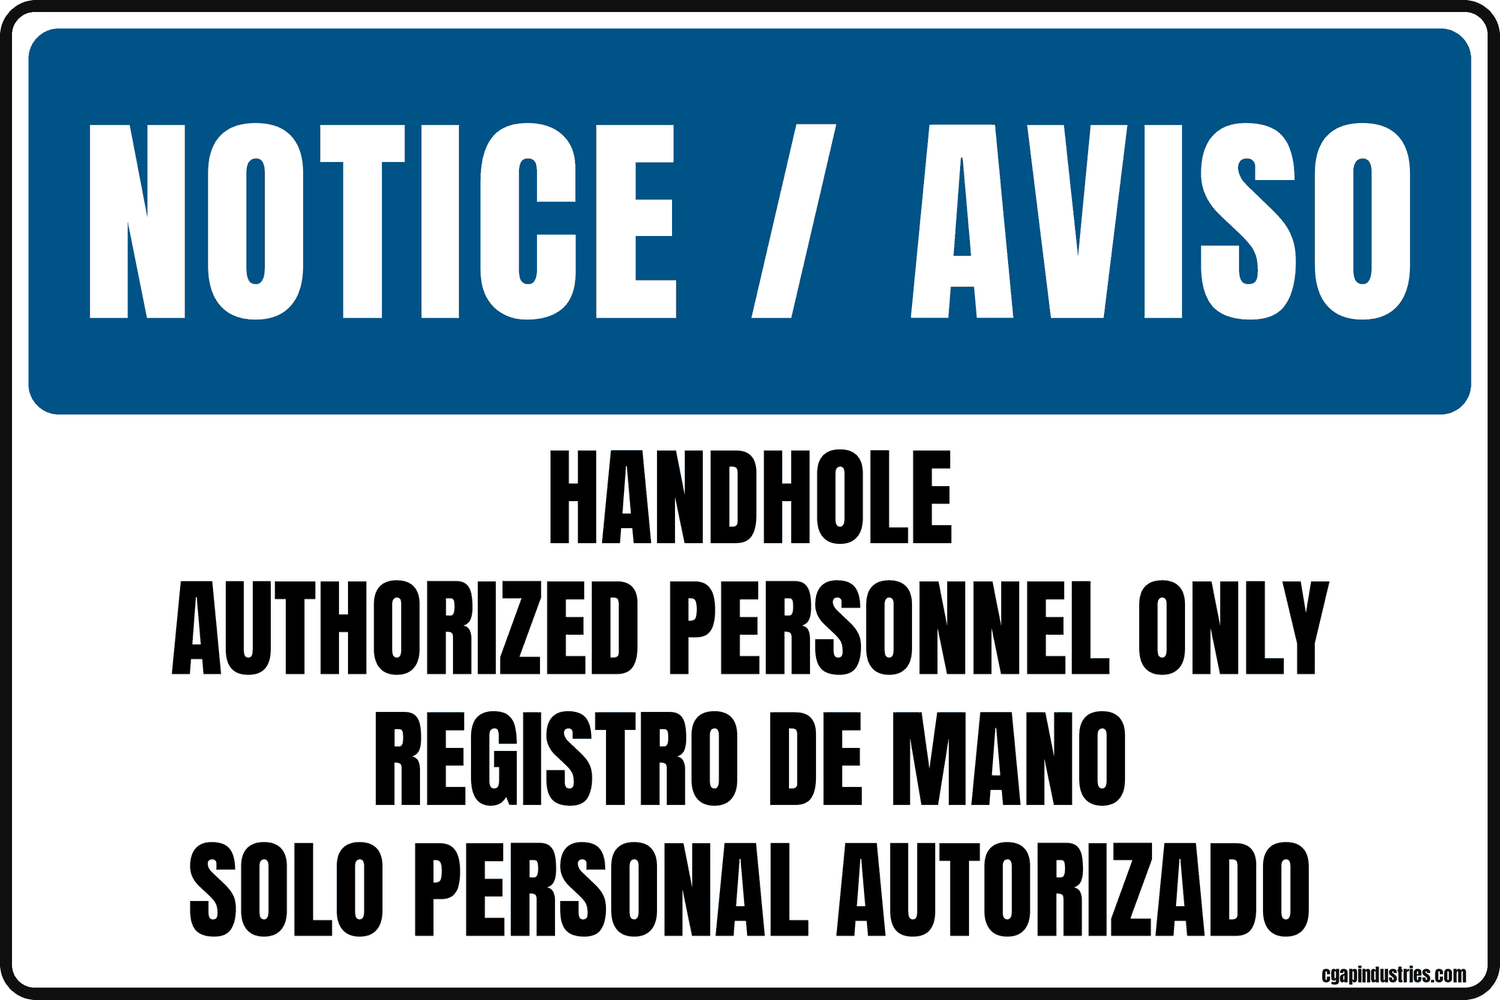 NOTICE / AVISO
HANDHOLE
AUTHORIZED PERSONNEL ONLY
REGISTRO DE MANO
SOLO PERSONAL AUTORIZADO
cgapindustries.com